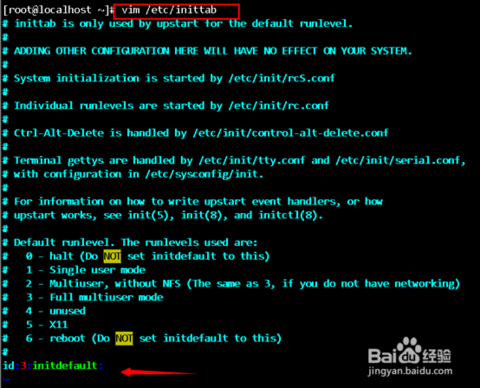 [root@localhost ~]# vim /etc/inittab
# inittab is only used by upstart for the default runlevel.
#
# ADDING OTHER CONFIGURATION HERE WILL HAVE NO EFFECT ON YOUR SYSTEM.
#
# System initialization is started by /etc/init/rcS.conf
#
# Individual runlevels are started by /etc/init/rc.conf
#
# Ctrl-Alt-Delete is handled by /etc/init/control-alt-delete.conf
#
# Terminal gettys are handled by /etc/init/tty.conf and /etc/init/serial.conf,
# with configuration in /etc/sysconfig/init.
#
# For information on how to write upstart event handlers, or how
# upstart works, see init(5), init(8), and initctl(8).
#
# Default runlevel. The runlevels used are:
#   0 - halt (Do NOT set initdefault to this)
#   1 - Single user mode
#   2 - Multiuser, without NFS (The same as 3, if you do not have networking)
#   3 - Full multiuser mode
#   4 - unused
#   5 - X11
#   6 - reboot (Do NOT set initdefault to this)
#
id:3:initdefault:
~
Bai du 经验
jingyan.baidu.com